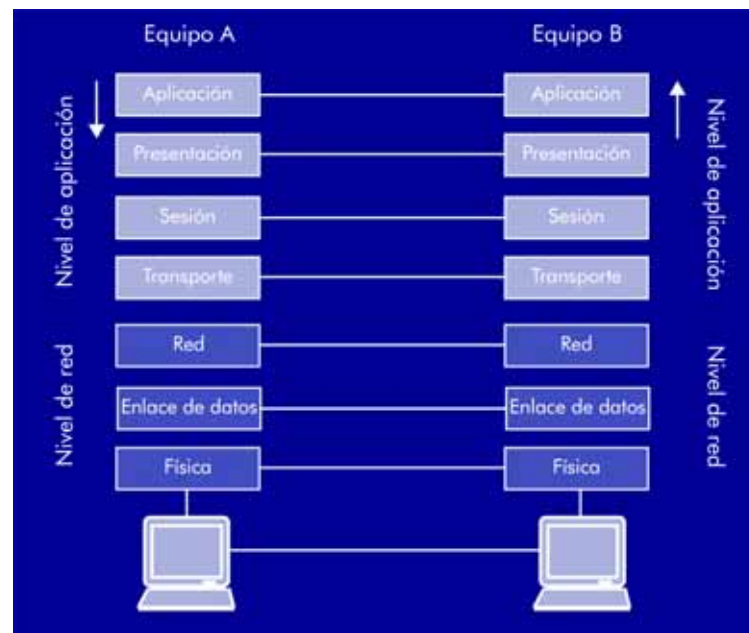 Equipo A
Equipo B
Nivel de aplicación
Aplicación
Aplicación
Nivel de aplicación
Presentación
Presentación
Sesión
Sesión
Transporte
Transporte
Nivel de red
Red
Red
Nivel de red
Enlace de datos
Enlace de datos
Física
Física